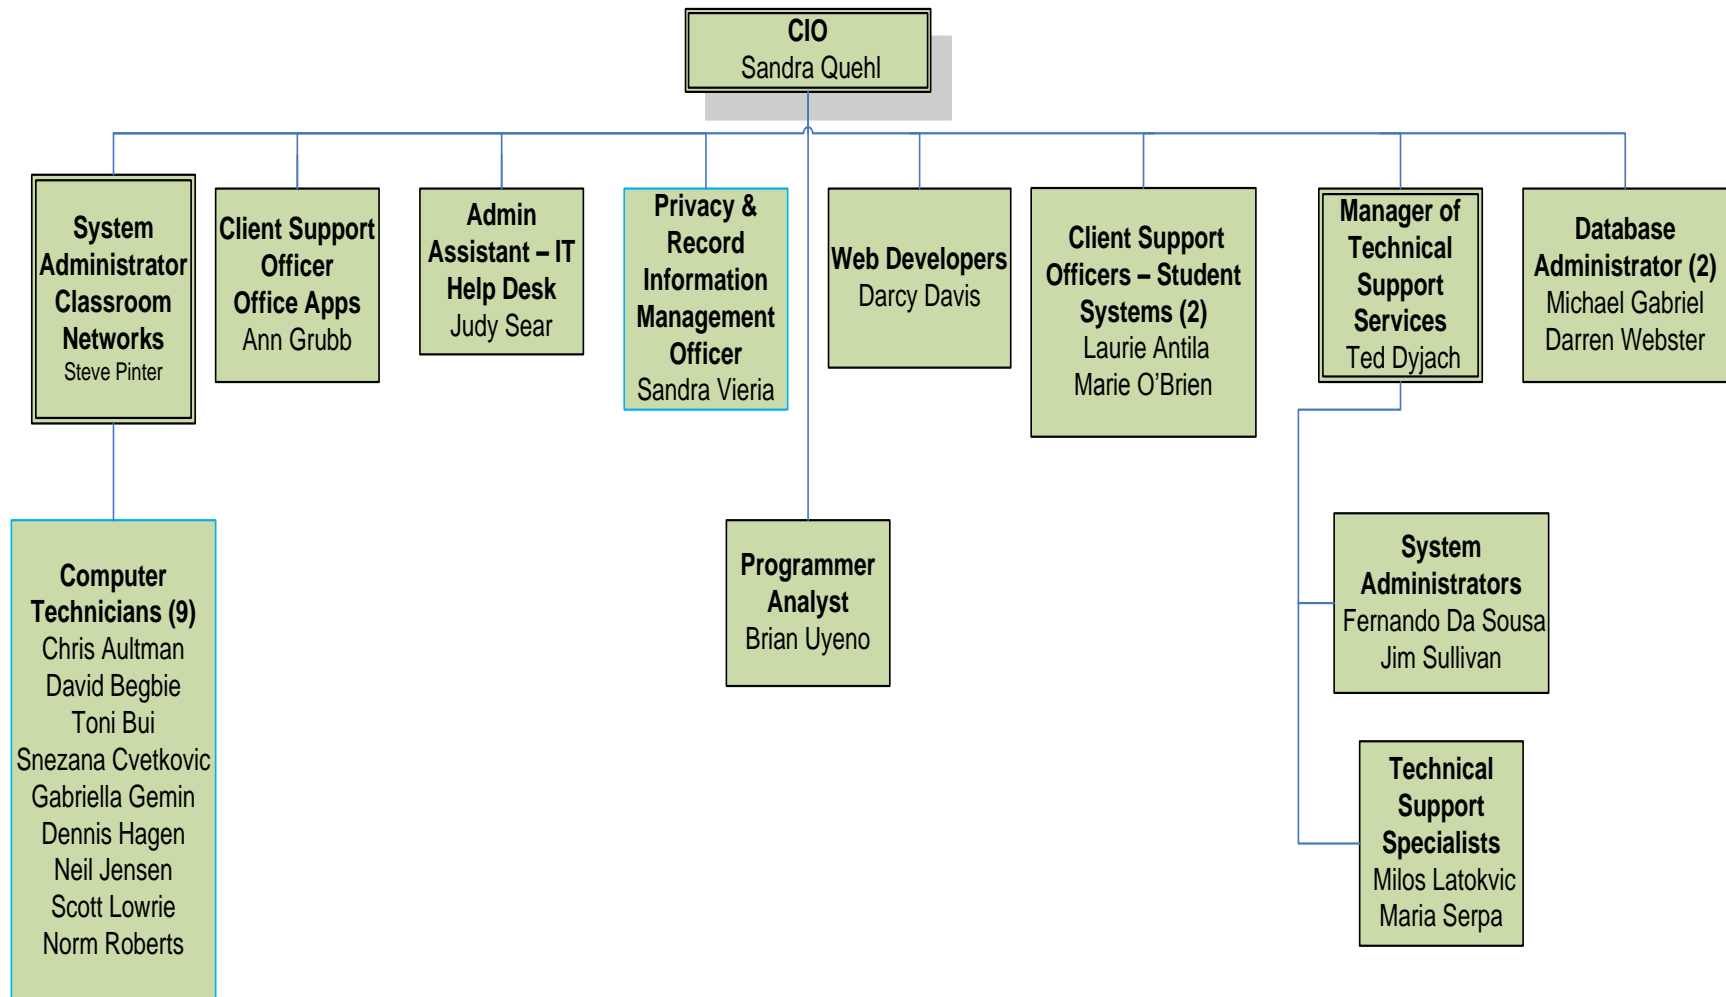 CIO
Sandra Quehl
System
Administrator
Classroom
Networks
Steve Pinter
Client Support
Officer
Office Apps
Ann Grubb
Admin
Assistant – IT
Help Desk
Judy Sear
Privacy &
Record
Information
Management
Officer
Sandra Vieria
Web Developers
Darcy Davis
Client Support
Officers – Student
Systems (2)
Laurie Antila
Marie O’Brien
Manager of
Technical
Support
Services
Ted Dyjach
Database
Administrator (2)
Michael Gabriel
Darren Webster
Computer
Technicians (9)
Chris Aultman
David Begbie
Toni Bui
Snezana Cvetkovic
Gabriella Gemin
Dennis Hagen
Neil Jensen
Scott Lowrie
Norm Roberts
Programmer
Analyst
Brian Uyeno
System
Administrators
Fernando Da Sousa
Jim Sullivan
Technical
Support
Specialists
Milos Latokvic
Maria Serpa